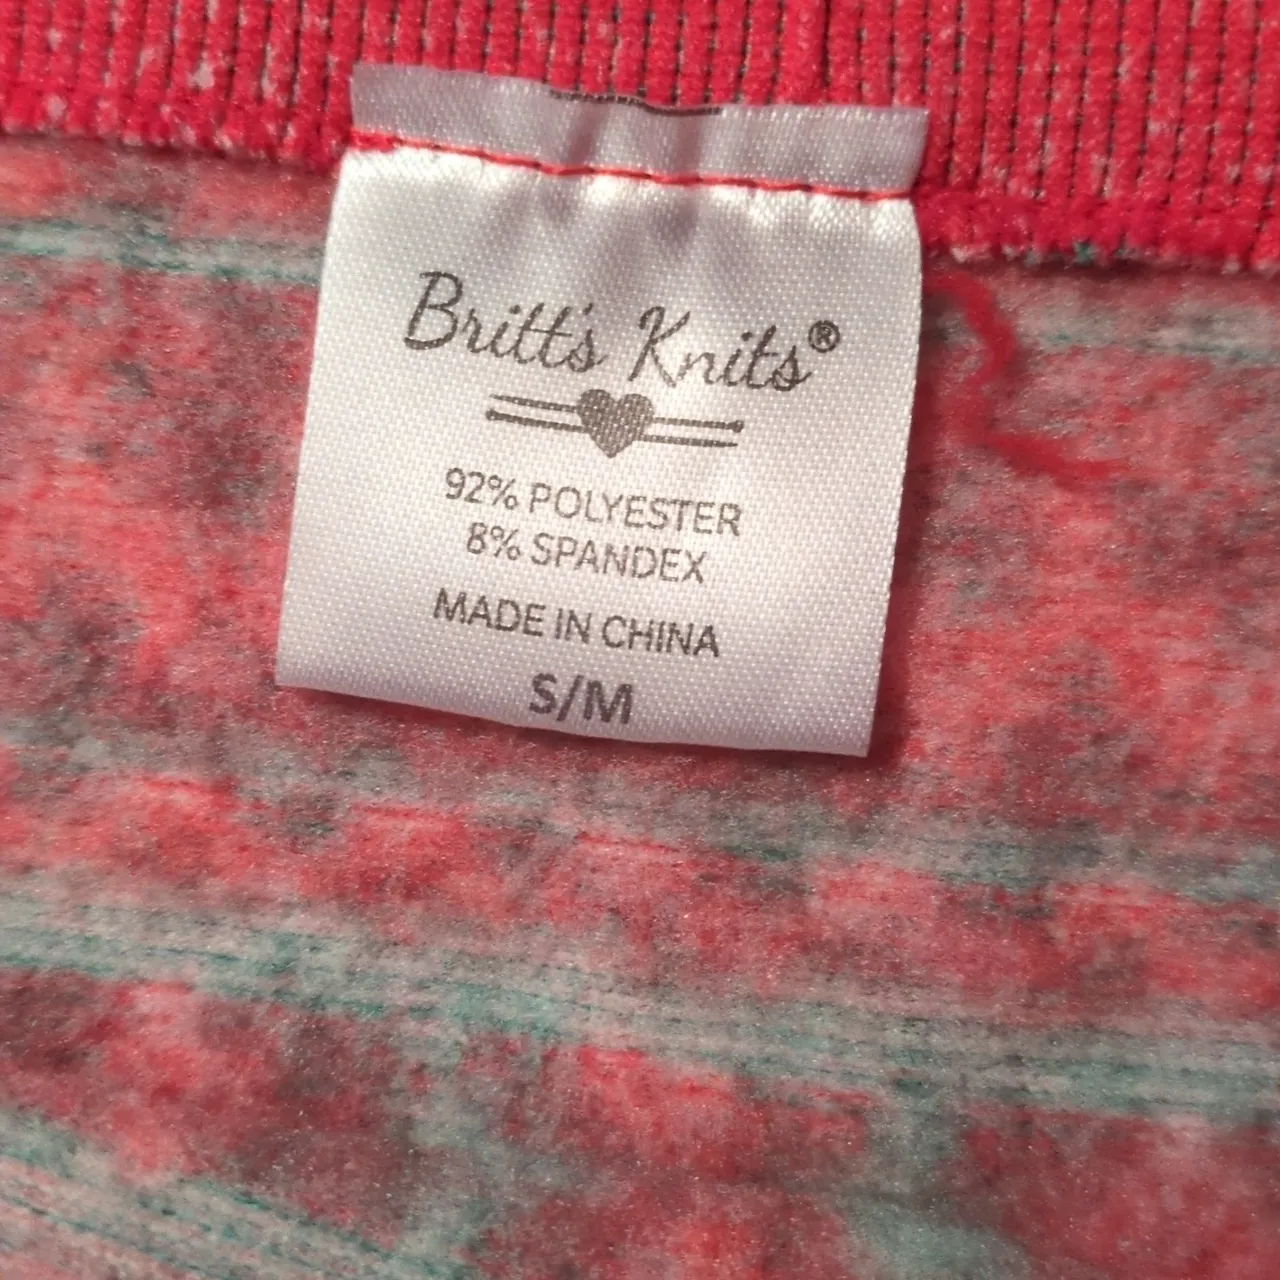 Britt's Knits®
92% POLYESTER
8% SPANDEX
MADE IN CHINA
S/M